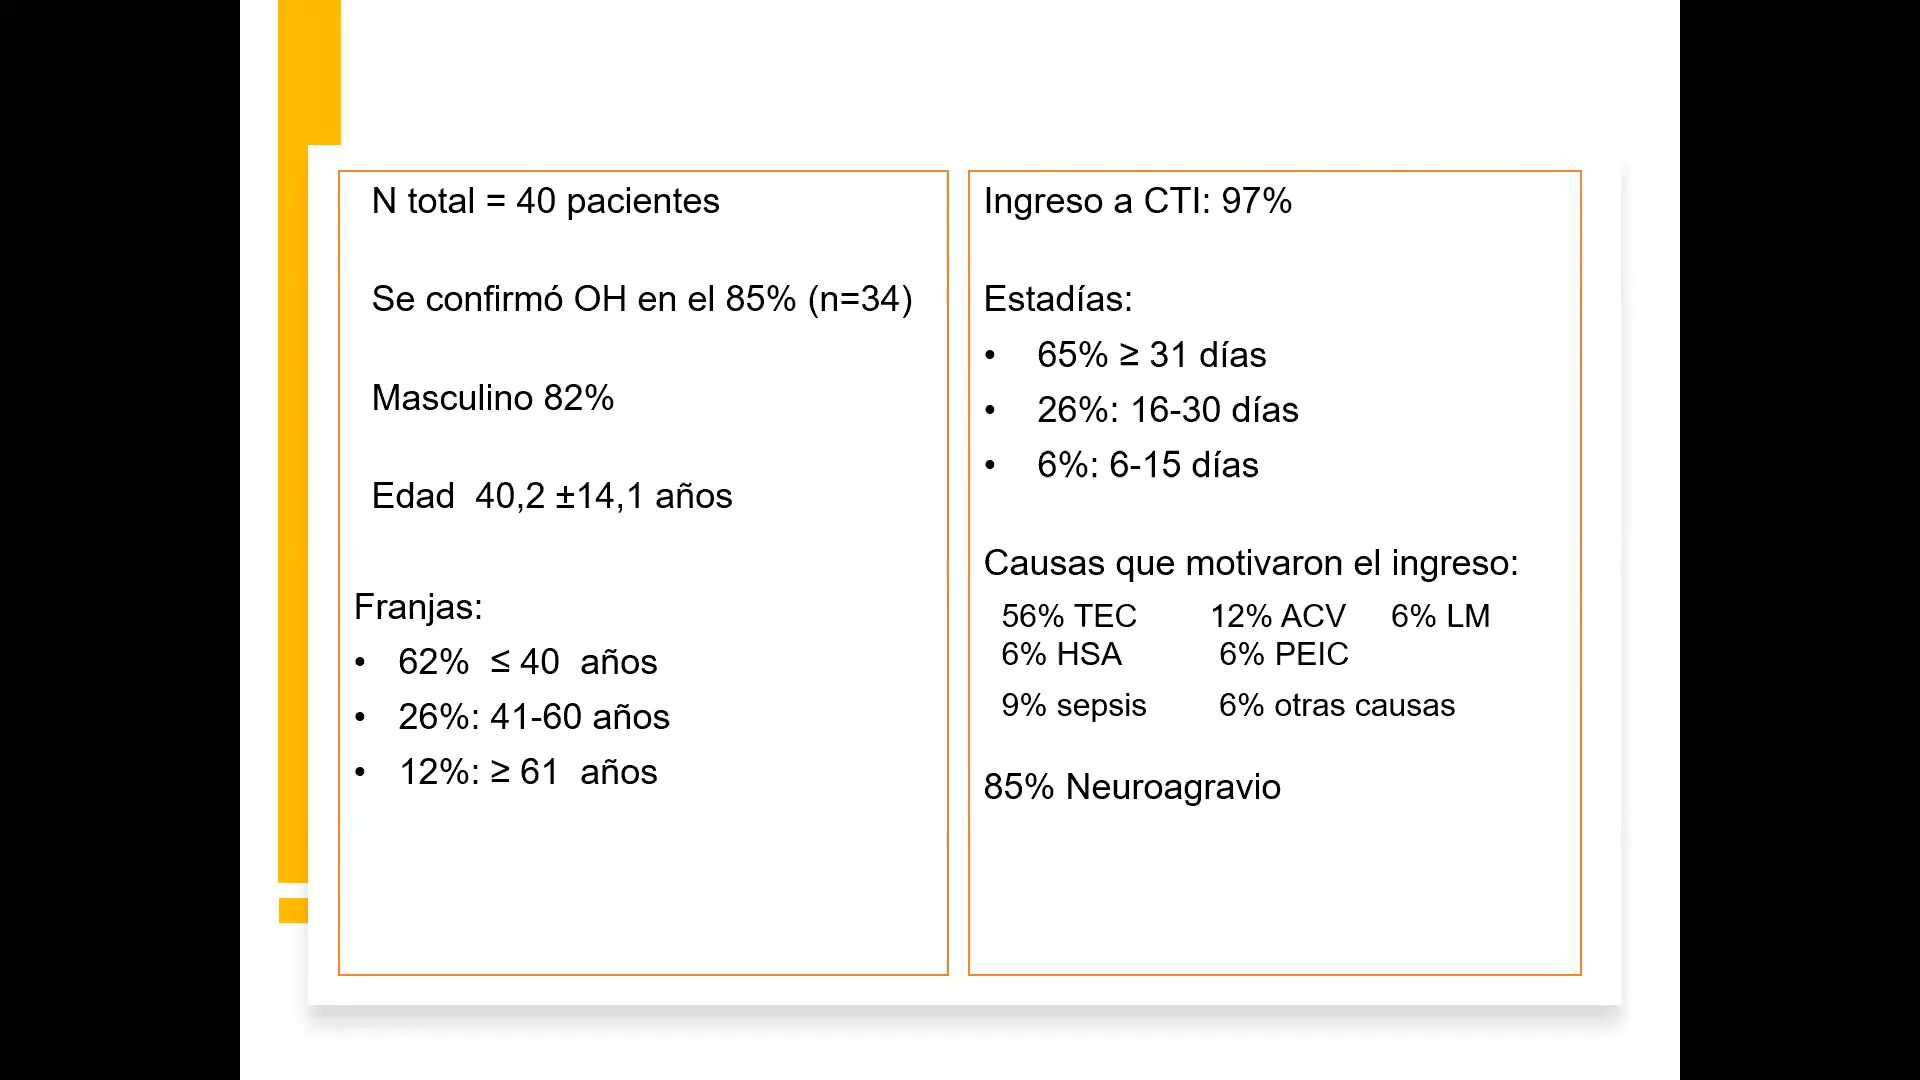 N total = 40 pacientes
Se confirmó OH en el 85% (n=34)
Masculino 82%
Edad  40,2 ±14,1 años
Franjas:
• 62%  ≤ 40  años
• 26%: 41-60 años
• 12%: ≥ 61  años
Ingreso a CTI: 97%
Estadías:
• 65% ≥ 31 días
• 26%: 16-30 días
• 6%: 6-15 días
Causas que motivaron el ingreso:
56% TEC 12% ACV 6% LM
6% HSA 6% PEIC
9% sepsis 6% otras causas
85% Neuroagravio